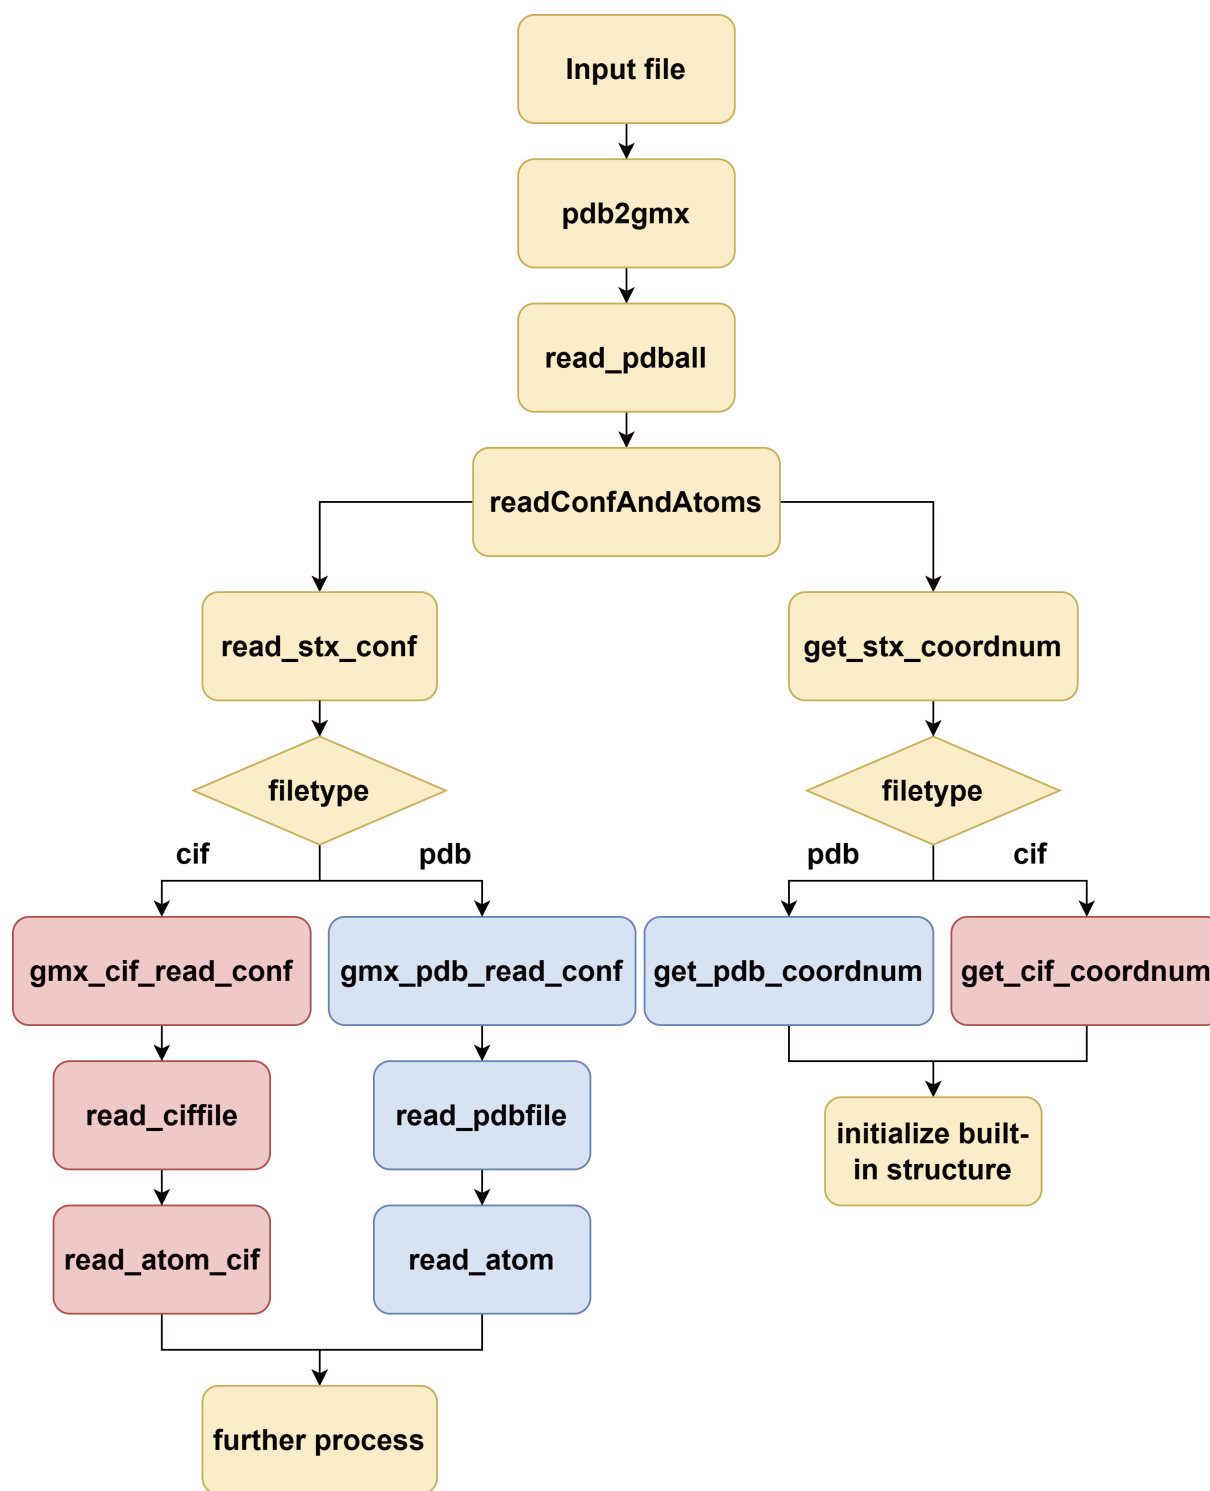 Input file
pdb2gmx
read_pdball
readConfAndAtoms
read_stx_conf
get_stx_coordnum
filetype
filetype
cif
pdb
pdb
cif
gmx_cif_read_conf
gmx_pdb_read_conf
get_pdb_coordnum
get_cif_coordnum
read_ciffile
read_pdbfile
initialize built-
in structure
read_atom_cif
read_atom
further process